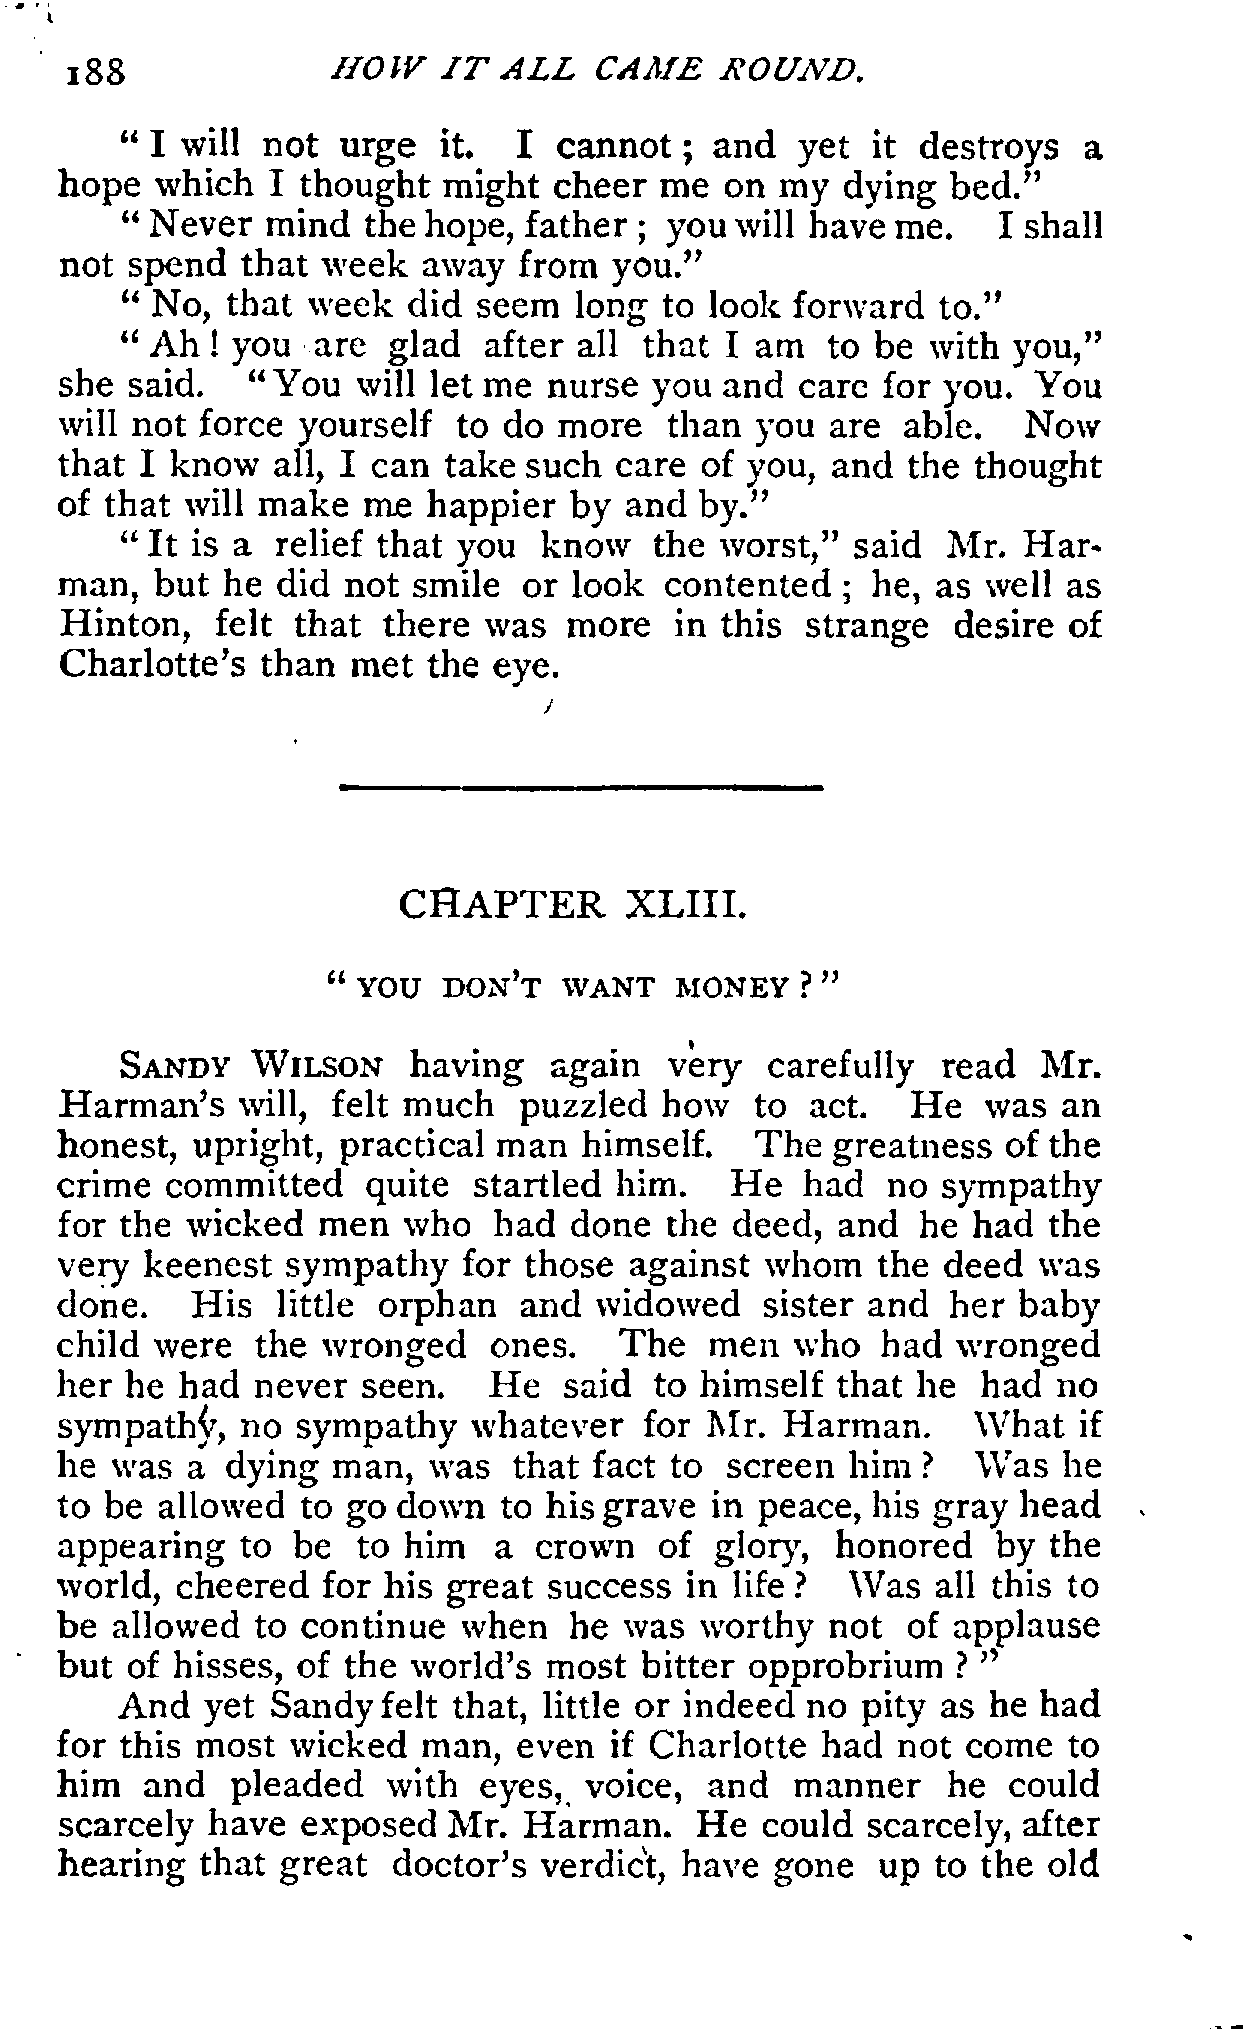 188 HOW IT ALL CAME ROUND.
" I will not urge it. I cannot ; and yet it destroys a
hope which I thought might cheer me on my dying bed."
" Never mind the hope, father ; you will have me. I shall
not spend that week away from you."
" No, that week did seem long to look forward to."
" Ah ! you are glad after all that I am to be with you,"
she said. " You will let me nurse you and care for you. You
will not force yourself to do more than you are able. Now
that I know all, I can take such care of you, and the thought
of that will make me happier by and by."
" It is a relief that you know the worst," said Mr. Har-
man, but he did not smile or look contented ; he, as well as
Hinton, felt that there was more in this strange desire of
Charlotte's than met the eye.
CHAPTER XLIII.
" YOU DON'T WANT MONEY ? "
SANDY WILSON having again very carefully read Mr.
Harman's will, felt much puzzled how to act. He was an
honest, upright, practical man himself. The greatness of the
crime committed quite startled him. He had no sympathy
for the wicked men who had done the deed, and he had the
very keenest sympathy for those against whom the deed was
done. His little orphan and widowed sister and her baby
child were the wronged ones. The men who had wronged
her he had never seen. He said to himself that he had no
sympathy, no sympathy whatever for Mr. Harman. What if
he was a dying man, was that fact to screen him ? Was he
to be allowed to go down to his grave in peace, his gray head
appearing to be to him a crown of glory, honored by the
world, cheered for his great success in life ? Was all this to
be allowed to continue when he was worthy not of applause
but of hisses, of the world's most bitter opprobrium ? "
And yet Sandy felt that, little or indeed no pity as he had
for this most wicked man, even if Charlotte had not come to
him and pleaded with eyes, voice, and manner he could
scarcely have exposed Mr. Harman. He could scarcely, after
hearing that great doctor's verdict, have gone up to the old